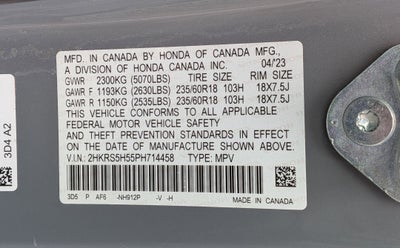 MFD. IN CANADA BY HONDA OF CANADA MFG.,
A DIVISION OF HONDA CANADA INC. 04/'23
GVWR 2300KG (5070LBS) TIRE SIZE RIM SIZE
GAWR F 1193KG (2630LBS) 235/60R18 103H 18X7.5J
GAWR R 1150KG (2535LBS) 235/60R18 103H 18X7.5J
THIS VEHICLE CONFORMS TO ALL APPLICABLE
FEDERAL MOTOR VEHICLE SAFETY AND
THEFT PREVENTION STANDARDS IN EFFECT ON
THE DATE OF MANUFACTURE SHOWN ABOVE.
V.I.N.: 2HKRS5H55PH714458 TYPE: MPV
3D5 P AF6 -NH912P -V -H
MADE IN CANADA
3D4 A2